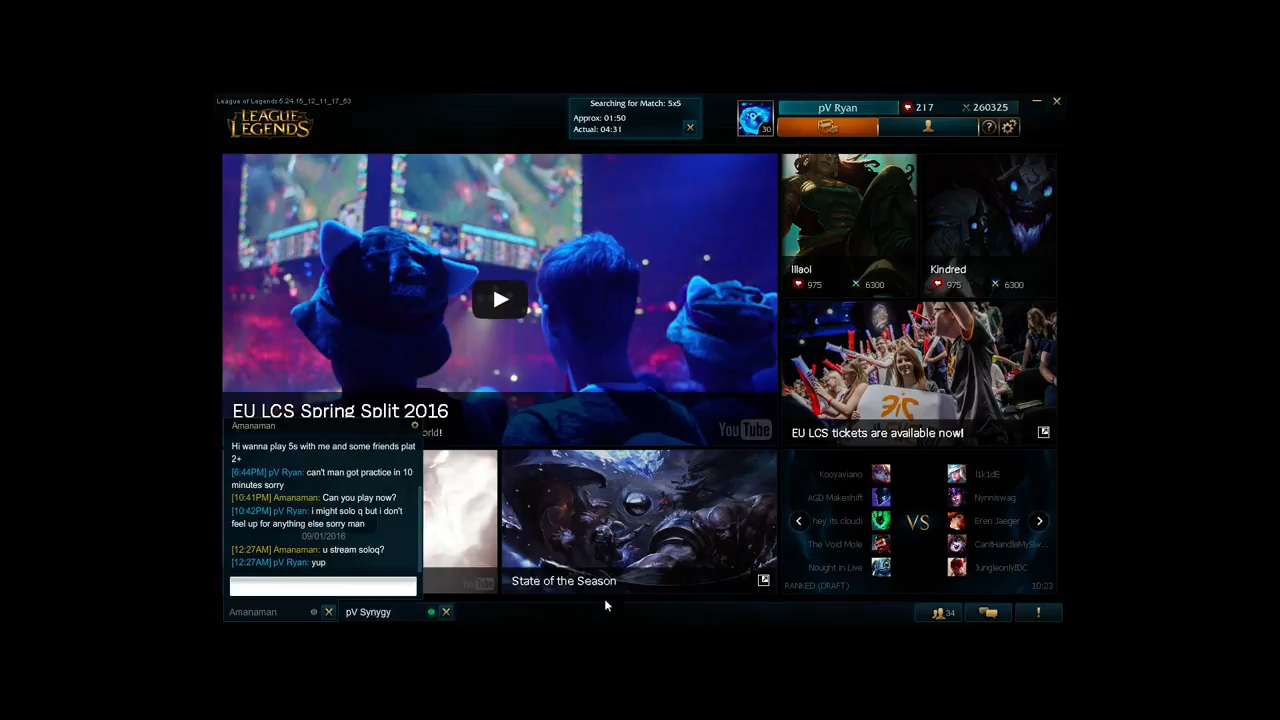 League of Legends 5.24.15_12_11_17_53
LEAGUE OF
LEGENDS
Searching for Match: 5x5
Approx: 01:50
Actual: 04:31
30
pV Ryan
217
260325
?
EU LCS Spring Split 2016
orld!
YouTube
Illaoi
975
6300
Kindred
975
6300
EU LCS tickets are available now!
Amanaman
Hi wanna play 5s with me and some friends plat
2+
[6:44PM] pV Ryan: can't man got practice in 10
minutes sorry
[10:41PM] Amanaman: Can you play now?
[10:42PM] pV Ryan: i might solo q but i don't
feel up for anything else sorry man
09/01/2016
[12:27AM] Amanaman: u stream soloq?
[12:27AM] pV Ryan: yup
YouTube
State of the Season
Kooyaviano
l1k1dE
AGD Makeshift
Nynniswag
hey its cloudi
VS
Eren Jaeger
The Void Mole
CantHandleMySw...
Nought in Live
JungleonlyIDC
RANKED (DRAFT)
10:23
Amanaman
pV Synygy
34
!